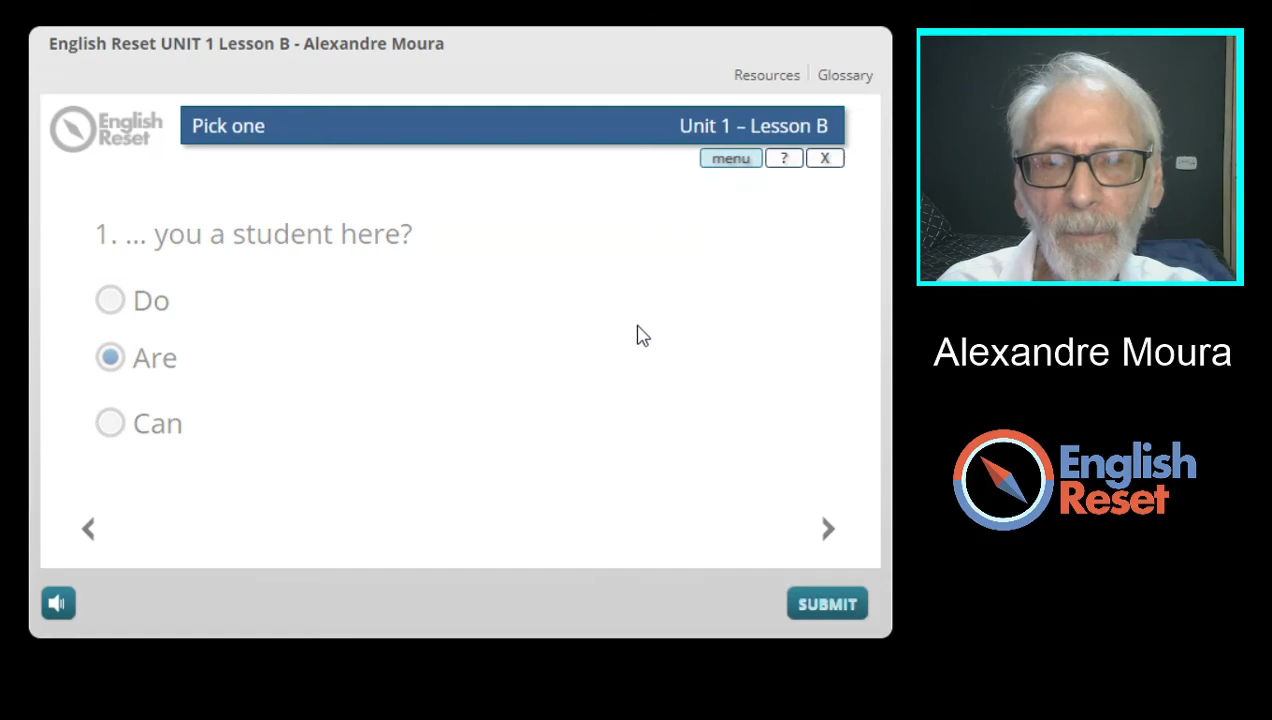 English Reset UNIT 1 Lesson B - Alexandre Moura
Resources
Glossary
English
Reset
Pick one
Unit 1 – Lesson B
menu
?
X
1. ... you a student here?
Do
Are
Can
SUBMIT
Alexandre Moura
English
Reset